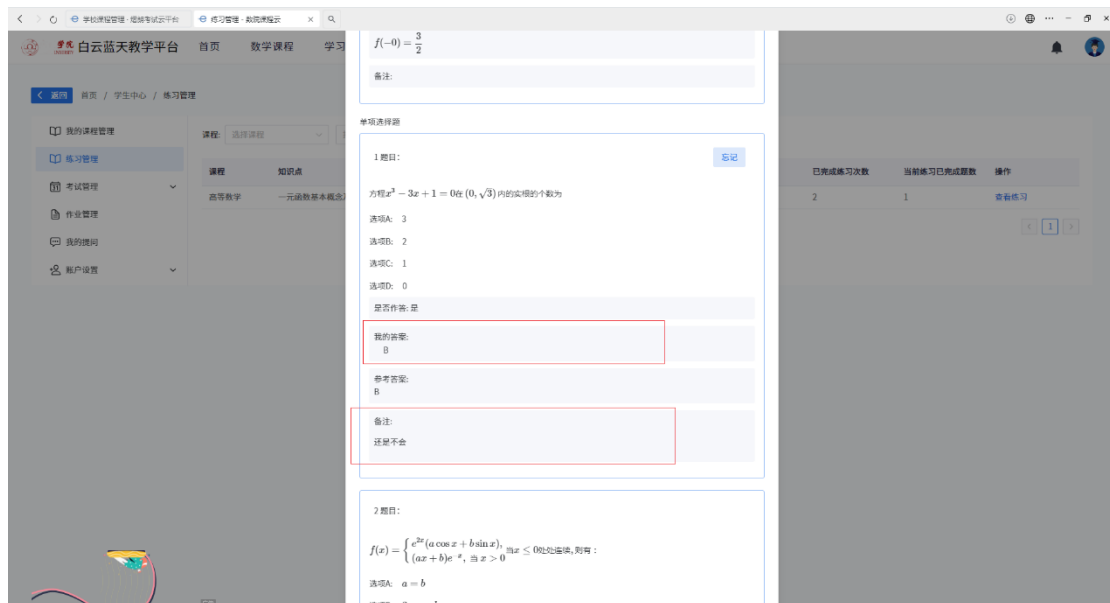 学校课程管理 - 煜婍考试云平台
练习管理 - 数院课程云
白云蓝天教学平台 首页 数学课程 学习
返回 首页 / 学生中心 / 练习管理
我的课程管理
练习管理
考试管理
作业管理
我的提问
账户设置
课程: 选择课程
课程 知识点 已完成练习次数 当前练习已完成题数 操作
高等数学 一元函数基本概念 2 1 查看练习
1
f(-0) = 3/2
备注:
单项选择题
1题目: 忘记
方程x³ − 3x + 1 = 0在 (0, √3) 内的实根的个数为
选项A: 3
选项B: 2
选项C: 1
选项D: 0
是否作答: 是
我的答案:
B
参考答案:
B
备注:
还是不会
2题目:
f(x) = { e^{2x}(a cos x + b sin x), (ax + b)e^{-x}, 当 x > 0 当x ≤ 0处处连续, 则有 :
选项A: a = b